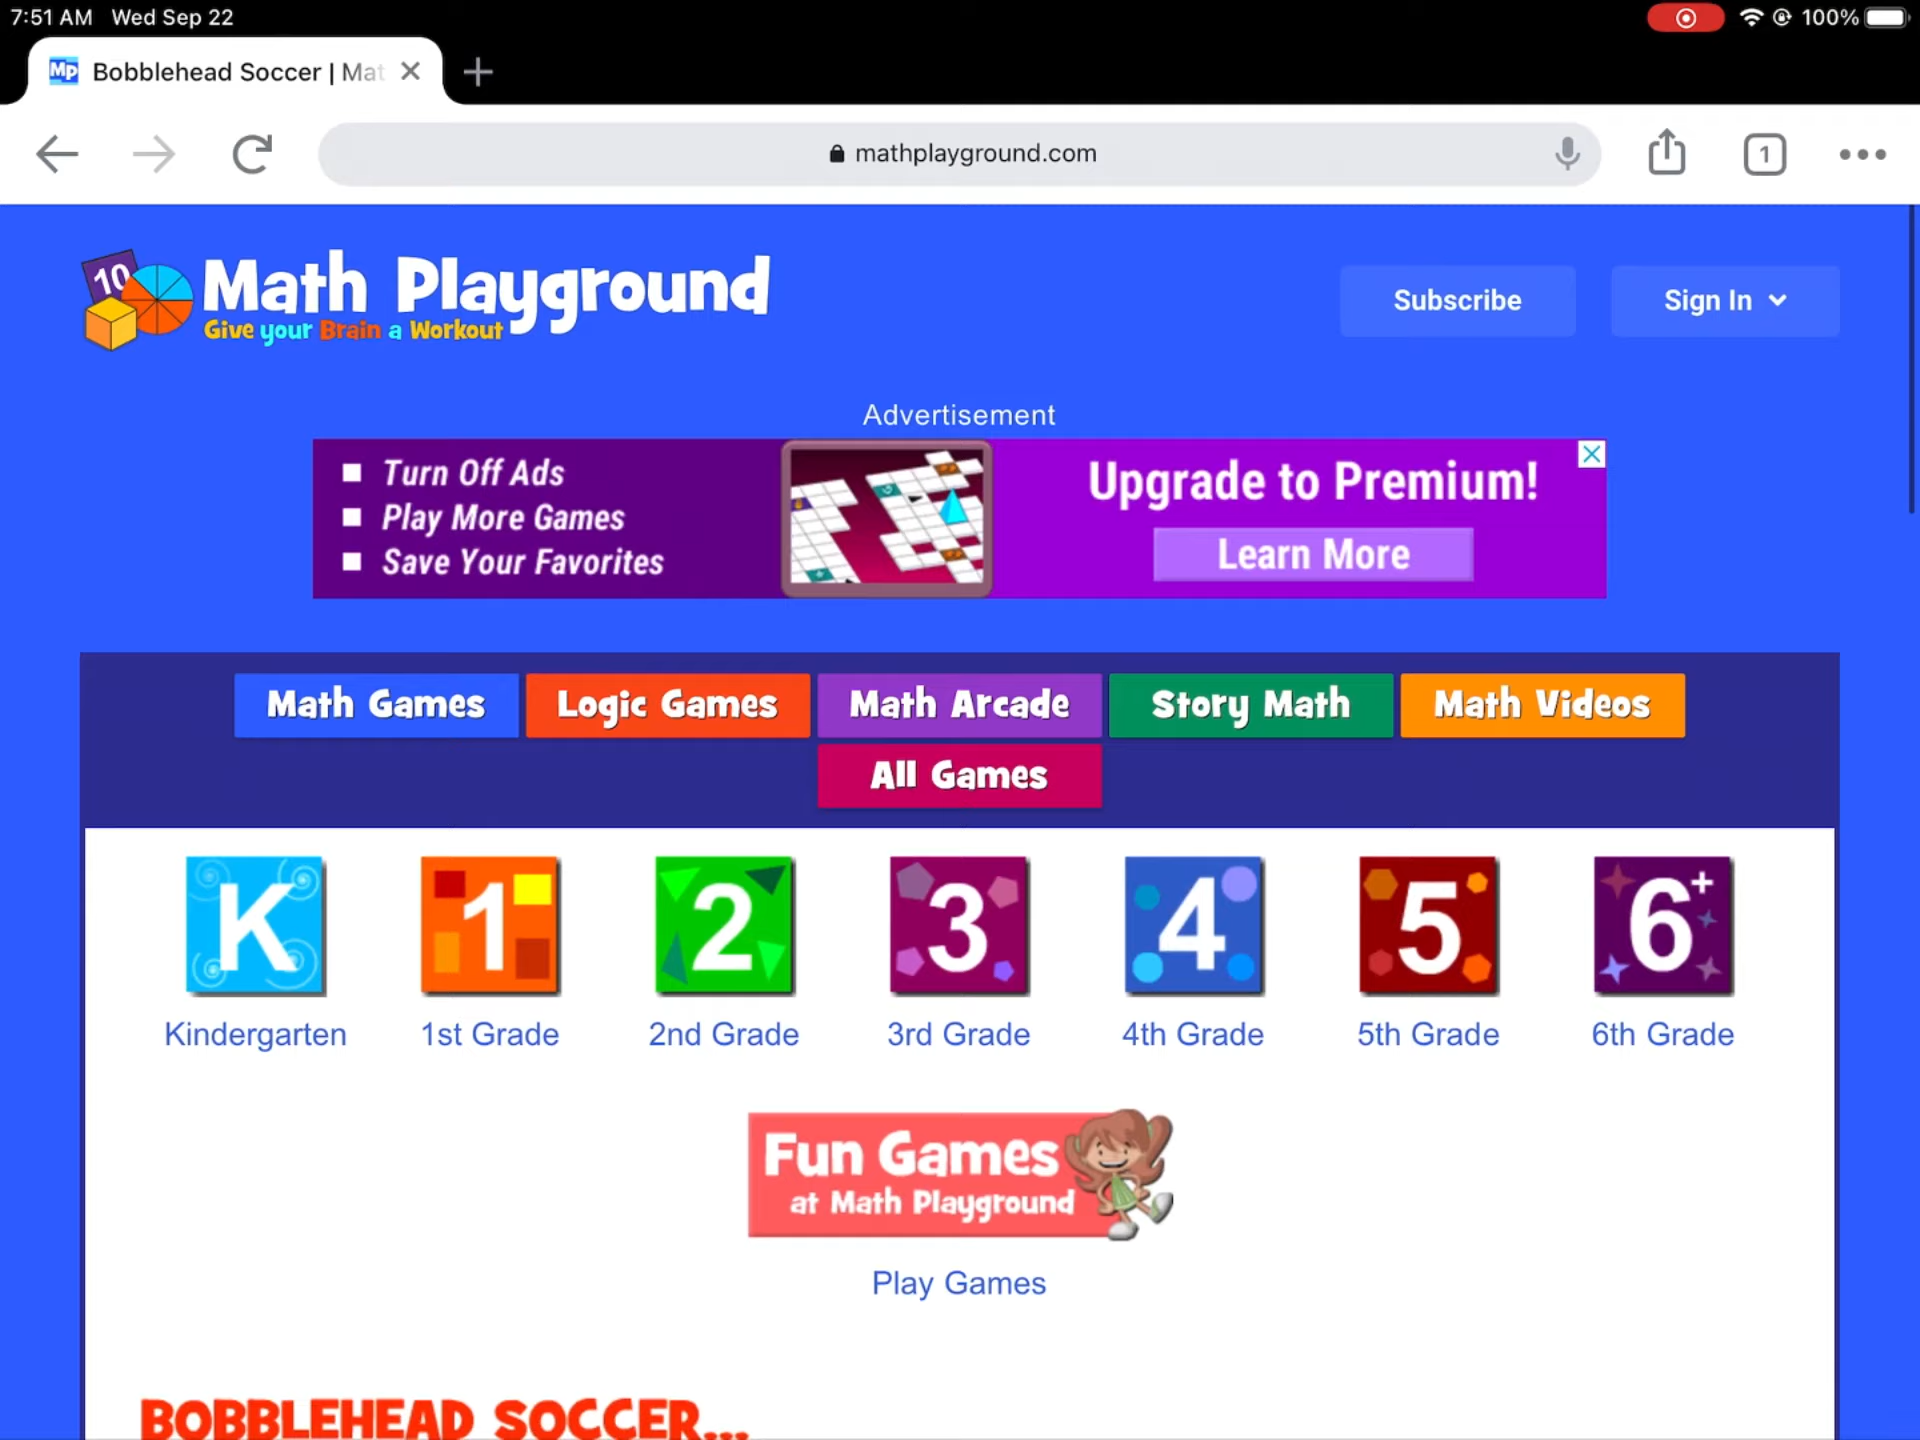 7:51 AM Wed Sep 22
100%
Mp Bobblehead Soccer | Mat
mathplayground.com
1
10
Math Playground
Give your Brain a Workout
Subscribe
Sign In
Advertisement
Turn Off Ads
Play More Games
Save Your Favorites
Upgrade to Premium!
Learn More
Math Games
Logic Games
Math Arcade
Story Math
Math Videos
All Games
K
1
2
3
4
5
6+
Kindergarten
1st Grade
2nd Grade
3rd Grade
4th Grade
5th Grade
6th Grade
Fun Games
at Math Playground
Play Games
BOBBLEHEAD SOCCER...